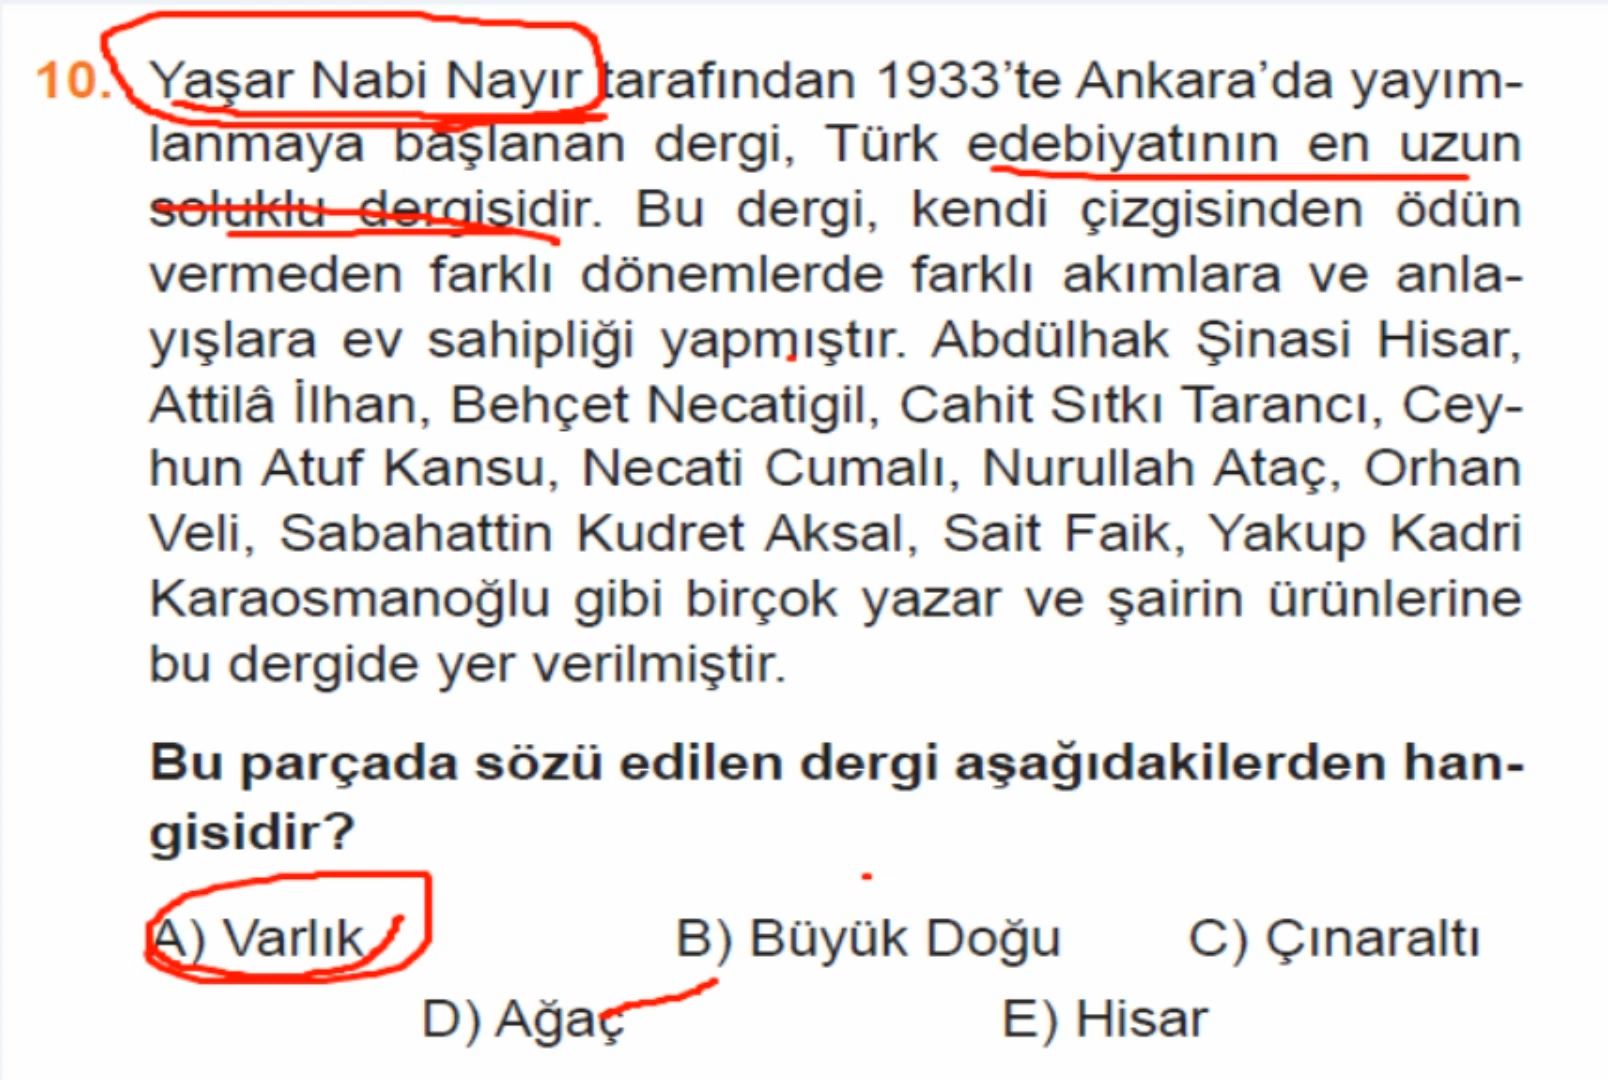 10. Yaşar Nabi Nayır tarafından 1933’te Ankara’da yayım-
lanmaya başlanan dergi, Türk edebiyatının en uzun
soluklu dergisidir. Bu dergi, kendi çizgisinden ödün
vermeden farklı dönemlerde farklı akımlara ve anla-
yışlara ev sahipliği yapmıştır. Abdülhak Şinasi Hisar,
Attilâ İlhan, Behçet Necatigil, Cahit Sıtkı Tarancı, Cey-
hun Atuf Kansu, Necati Cumalı, Nurullah Ataç, Orhan
Veli, Sabahattin Kudret Aksal, Sait Faik, Yakup Kadri
Karaosmanoğlu gibi birçok yazar ve şairin ürünlerine
bu dergide yer verilmiştir.
Bu parçada sözü edilen dergi aşağıdakilerden han-
gisidir?
A) Varlık B) Büyük Doğu C) Çınaraltı
D) Ağaç E) Hisar